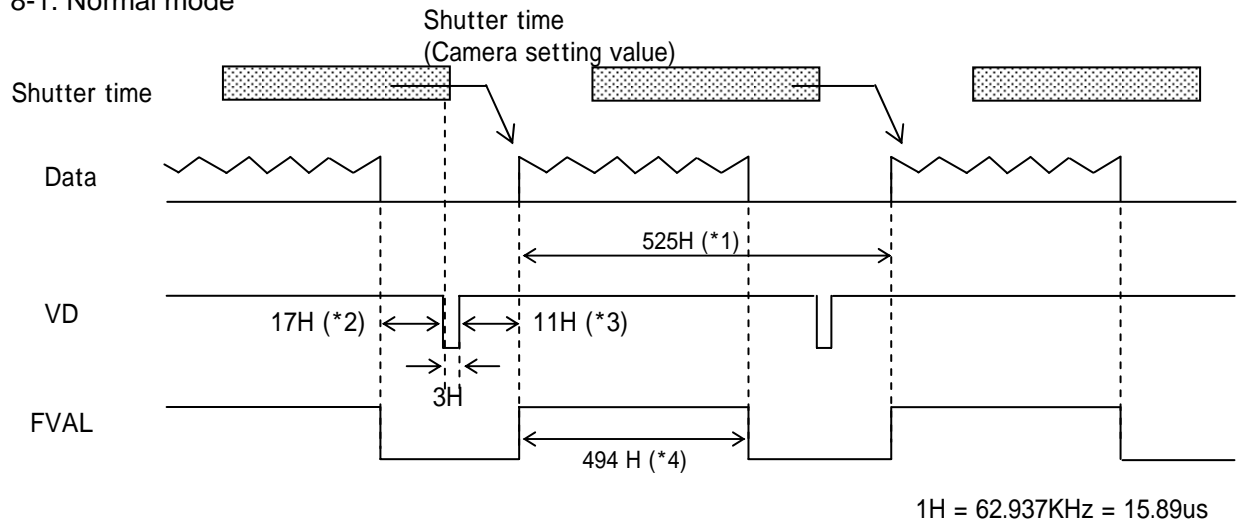 8-1. Normal mode
Shutter time
(Camera setting value)
Shutter time
Data
525H (*1)
VD
17H (*2)
11H (*3)
3H
FVAL
494 H (*4)
1H = 62.937KHz = 15.89us